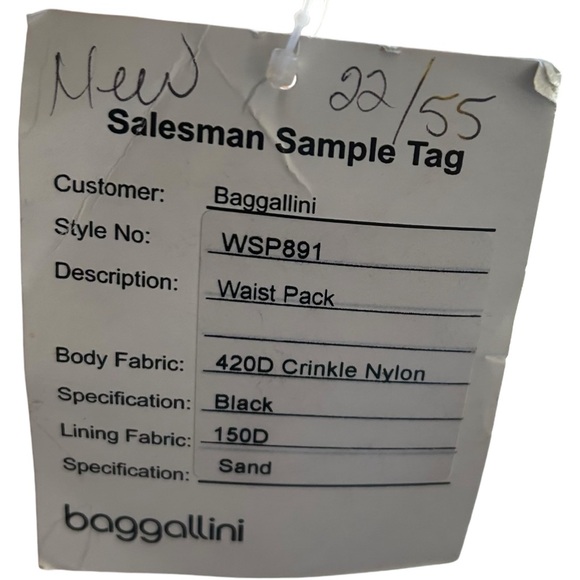 New 22/55
Salesman Sample Tag
Customer: Baggallini
Style No: WSP891
Description: Waist Pack
Body Fabric: 420D Crinkle Nylon
Specification: Black
Lining Fabric: 150D
Specification: Sand
baggallini